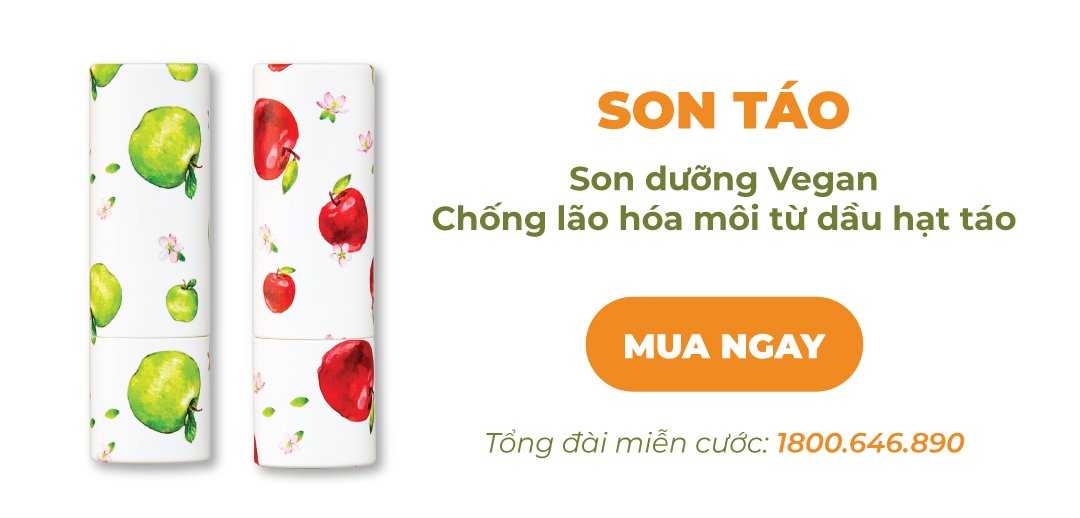 SON TÁO
Son dưỡng Vegan
Chống lão hóa môi từ dầu hạt táo
MUA NGAY
Tổng đài miễn cước: 1800.646.890